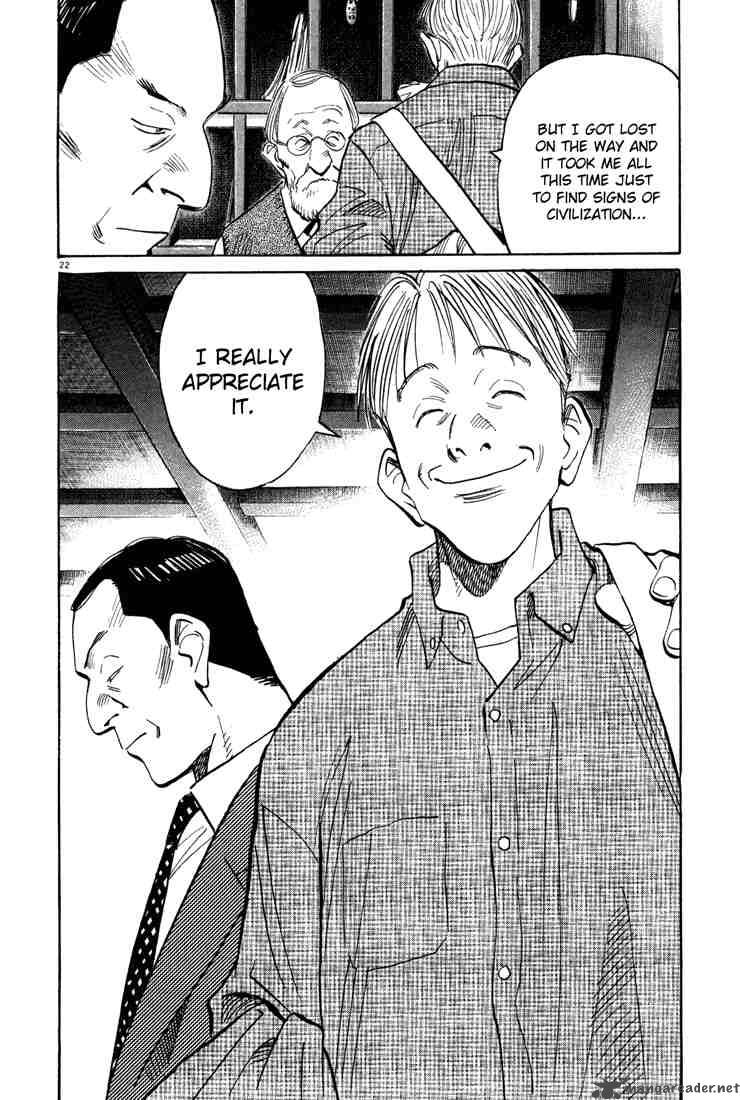 BUT I GOT LOST
ON THE WAY AND
IT TOOK ME ALL
THIS TIME JUST
TO FIND SIGNS OF
CIVILIZATION...
22
I REALLY
APPRECIATE
IT.
mangarcader.net